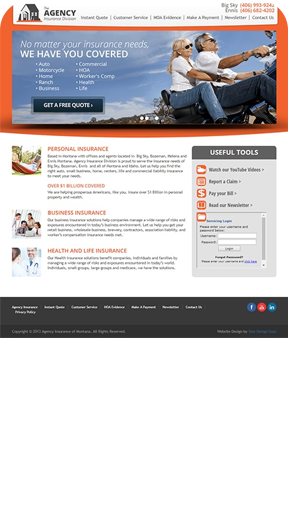 The AGENCY
Insurance Division
Big Sky: (406) 993-9242
Ennis: (406) 682-4202
Instant Quote | Customer Service | HOA Evidence | Make A Payment | Newsletter | Contact Us
No matter your insurance needs,
WE HAVE YOU COVERED
• Auto • Commercial
• Motorcycle • HOA
• Home • Worker's Comp
• Ranch • Health
• Business • Life
GET A FREE QUOTE ›
PERSONAL INSURANCE
Based in Montana with offices and agents located in Big Sky, Bozeman, Helena and
Ennis Montana. Agency Insurance Division is proud to serve the insurance needs of
Big Sky, Bozeman, Ennis and all of Montana and Idaho. Let us help you find the
right auto, small business, home, renters, life and commercial liability insurance
to meet your needs.
OVER $1 BILLION COVERED
We are helping prosperous Americans, like you, insure over $1 Billion in personal
property and wealth.
BUSINESS INSURANCE
Our business insurance solutions help companies manage a wide range of risks
and exposures encountered in today's business environment. Let us help you get your
small business, wholesale business, brewery, contractors, association liability, and
worker's compensation insurance needs met.
HEALTH AND LIFE INSURANCE
Our Health Insurance solutions benefit companies, individuals and families by
managing a wide range of risks and exposures encountered in today's world.
Individuals, small groups, large groups and medicare, we have the solutions.
USEFUL TOOLS
Watch our YouTube Videos ›
Report a Claim ›
Pay your Bill ›
Read our Newsletter ›
Servicing Login
Please enter your username and
password below.
Username:
Password:
Login
Forgot Password?
Please enter your username and click here
Agency Insurance Instant Quote Customer Service HOA Evidence Make A Payment Newsletter Contact Us
Privacy Policy
Copyright © 2013 Agency Insurance of Montana. All Rights Reserved.
Website Design by